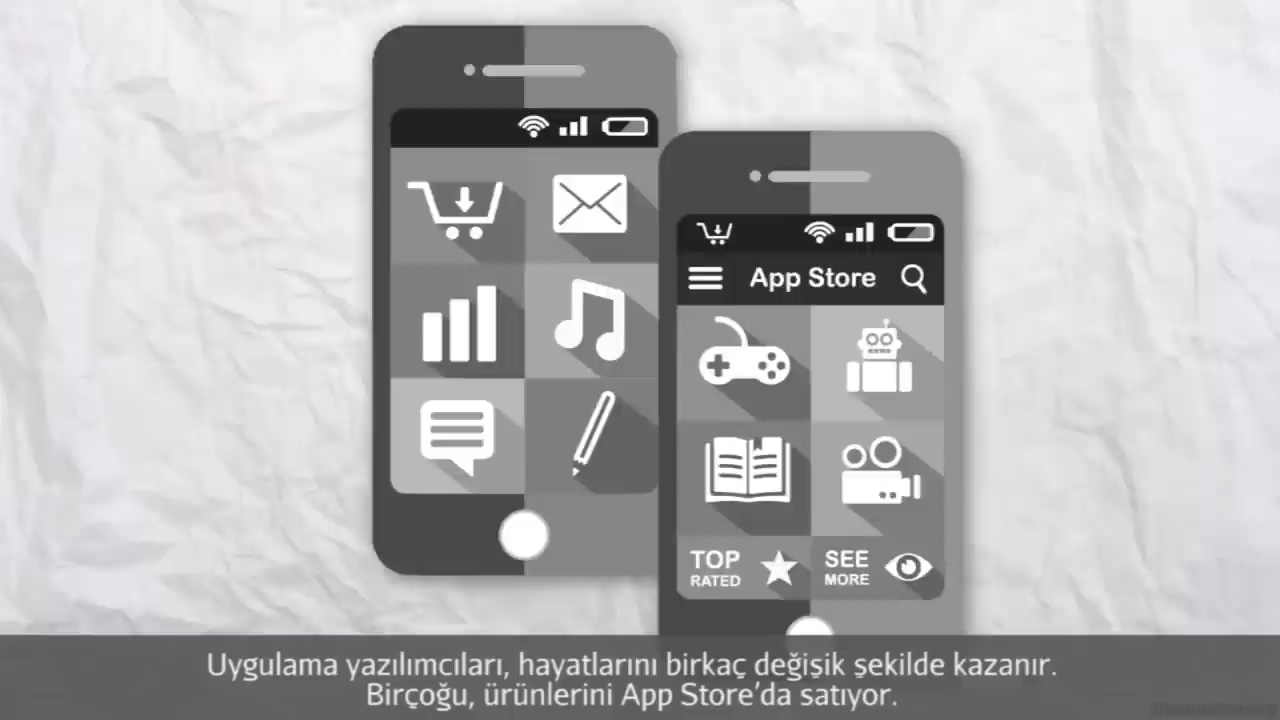 App Store
TOP
RATED
SEE
MORE
Uygulama yazılımcıları, hayatlarını birkaç değişik şekilde kazanır.
Birçoğu, ürünlerini App Store'da satıyor.